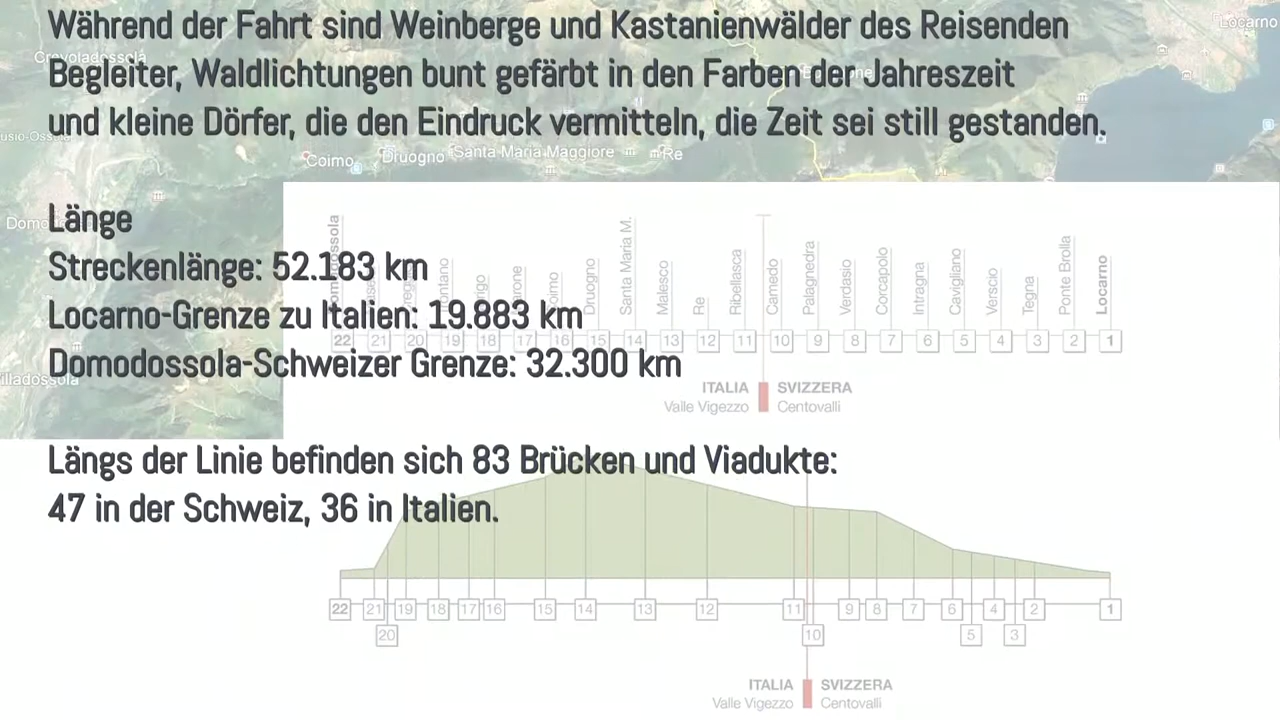 Während der Fahrt sind Weinberge und Kastanienwälder des Reisenden
Begleiter, Waldlichtungen bunt gefärbt in den Farben der Jahreszeit
und kleine Dörfer, die den Eindruck vermitteln, die Zeit sei still gestanden.
Locarno
Crevoladossola
Coimo Druogno Santa Maria Maggiore Re
Länge
Streckenlänge: 52.183 km
Locarno-Grenze zu Italien: 19.883 km
Domodossola-Schweizer Grenze: 32.300 km
Druogno Santa Maria M. Malesco Re Ribellasca Camedo Palagnedra Verdasio Corcapolo Intragna Cavigliano Verscio Tegna Ponte Brolla Locarno
22 21 20 19 18 17 16 15 14 13 12 11 10 9 8 7 6 5 4 3 2 1
ITALIA SVIZZERA
Valle Vigezzo Centovalli
Längs der Linie befinden sich 83 Brücken und Viadukte:
47 in der Schweiz, 36 in Italien.
22 21 19 18 17 16 15 14 13 12 11 9 8 7 6 4 2 1
20 10 5 3
ITALIA SVIZZERA
Valle Vigezzo Centovalli